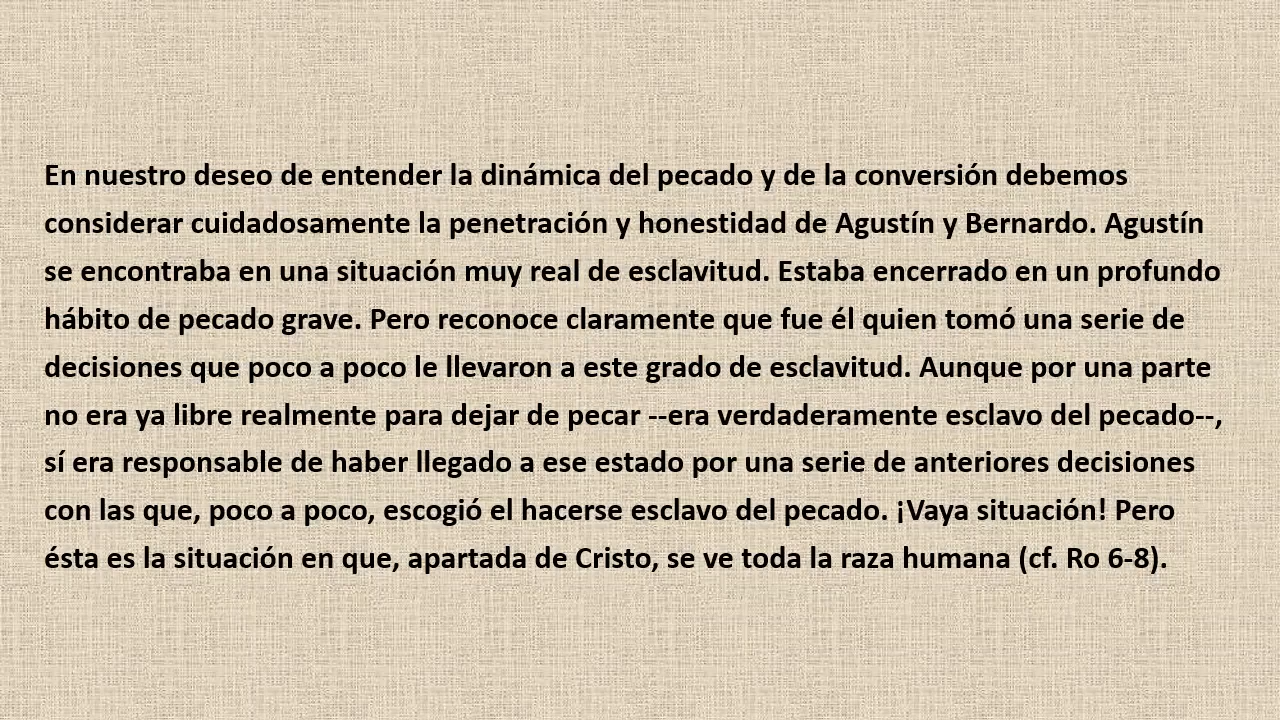 En nuestro deseo de entender la dinámica del pecado y de la conversión debemos
considerar cuidadosamente la penetración y honestidad de Agustín y Bernardo. Agustín
se encontraba en una situación muy real de esclavitud. Estaba encerrado en un profundo
hábito de pecado grave. Pero reconoce claramente que fue él quien tomó una serie de
decisiones que poco a poco le llevaron a este grado de esclavitud. Aunque por una parte
no era ya libre realmente para dejar de pecar --era verdaderamente esclavo del pecado--,
sí era responsable de haber llegado a ese estado por una serie de anteriores decisiones
con las que, poco a poco, escogió el hacerse esclavo del pecado. ¡Vaya situación! Pero
ésta es la situación en que, apartada de Cristo, se ve toda la raza humana (cf. Ro 6-8).